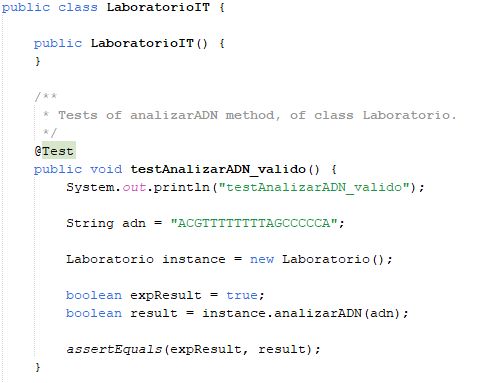 public class LaboratorioIT {
public LaboratorioIT() {
}
/**
* Tests of analizarADN method, of class Laboratorio.
*/
@Test
public void testAnalizarADN_valido() {
System.out.println("testAnalizarADN_valido");
String adn = "ACGTTTTTTTTAGCCCCCA";
Laboratorio instance = new Laboratorio();
boolean expResult = true;
boolean result = instance.analizarADN(adn);
assertEquals(expResult, result);
}